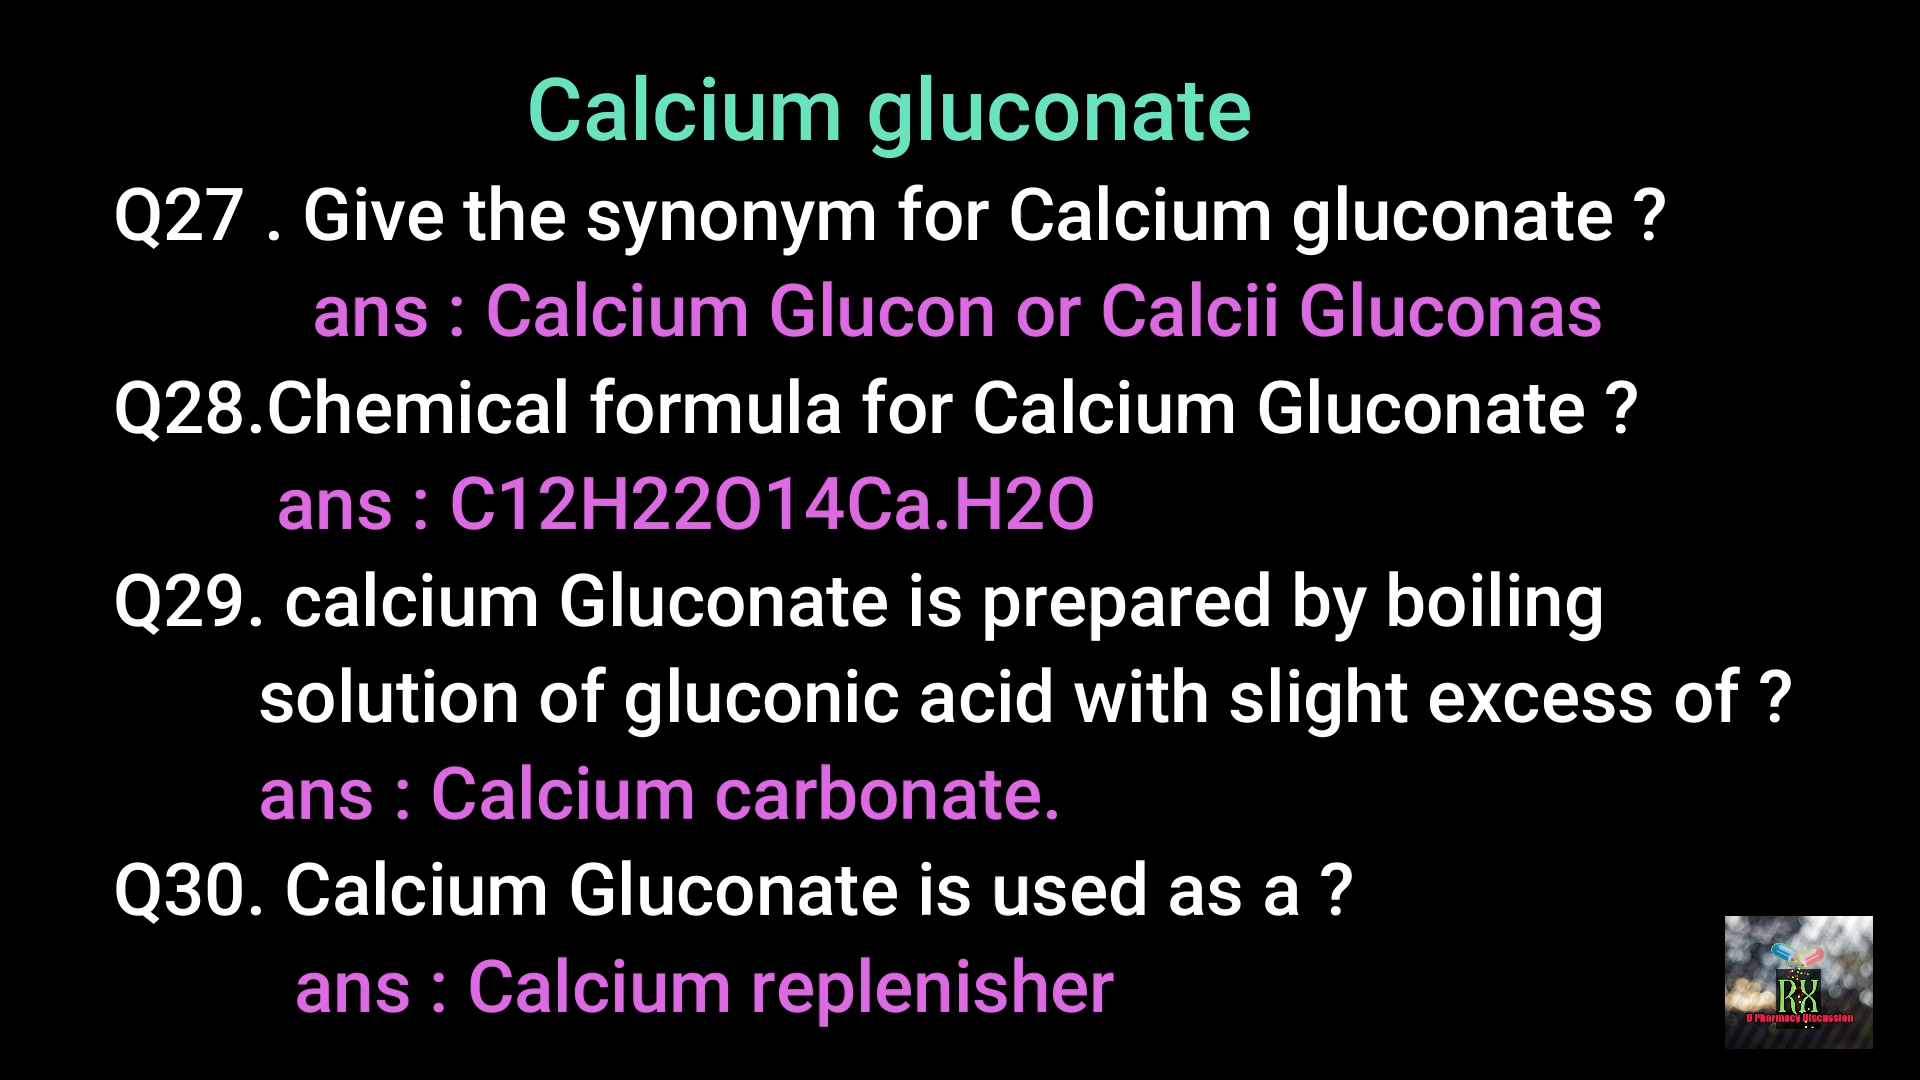 Calcium gluconate
Q27 . Give the synonym for Calcium gluconate ?
ans : Calcium Glucon or Calcii Gluconas
Q28.Chemical formula for Calcium Gluconate ?
ans : C12H22O14Ca.H2O
Q29. calcium Gluconate is prepared by boiling
solution of gluconic acid with slight excess of ?
ans : Calcium carbonate.
Q30. Calcium Gluconate is used as a ?
ans : Calcium replenisher
RX
D Pharmacy Discussion